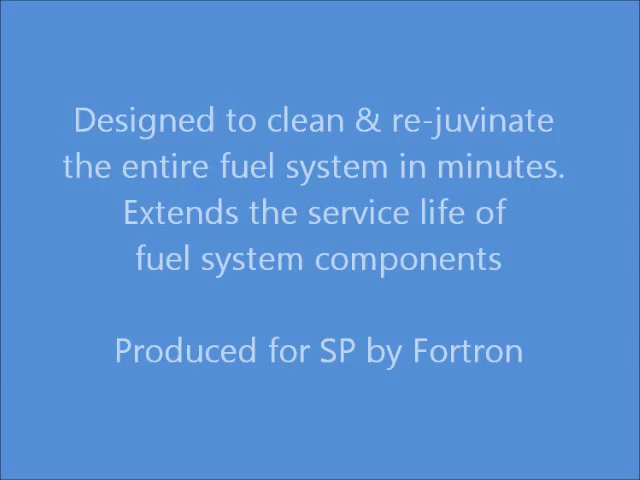 Designed to clean & re-juvinate
the entire fuel system in minutes.
Extends the service life of
fuel system components
Produced for SP by Fortron